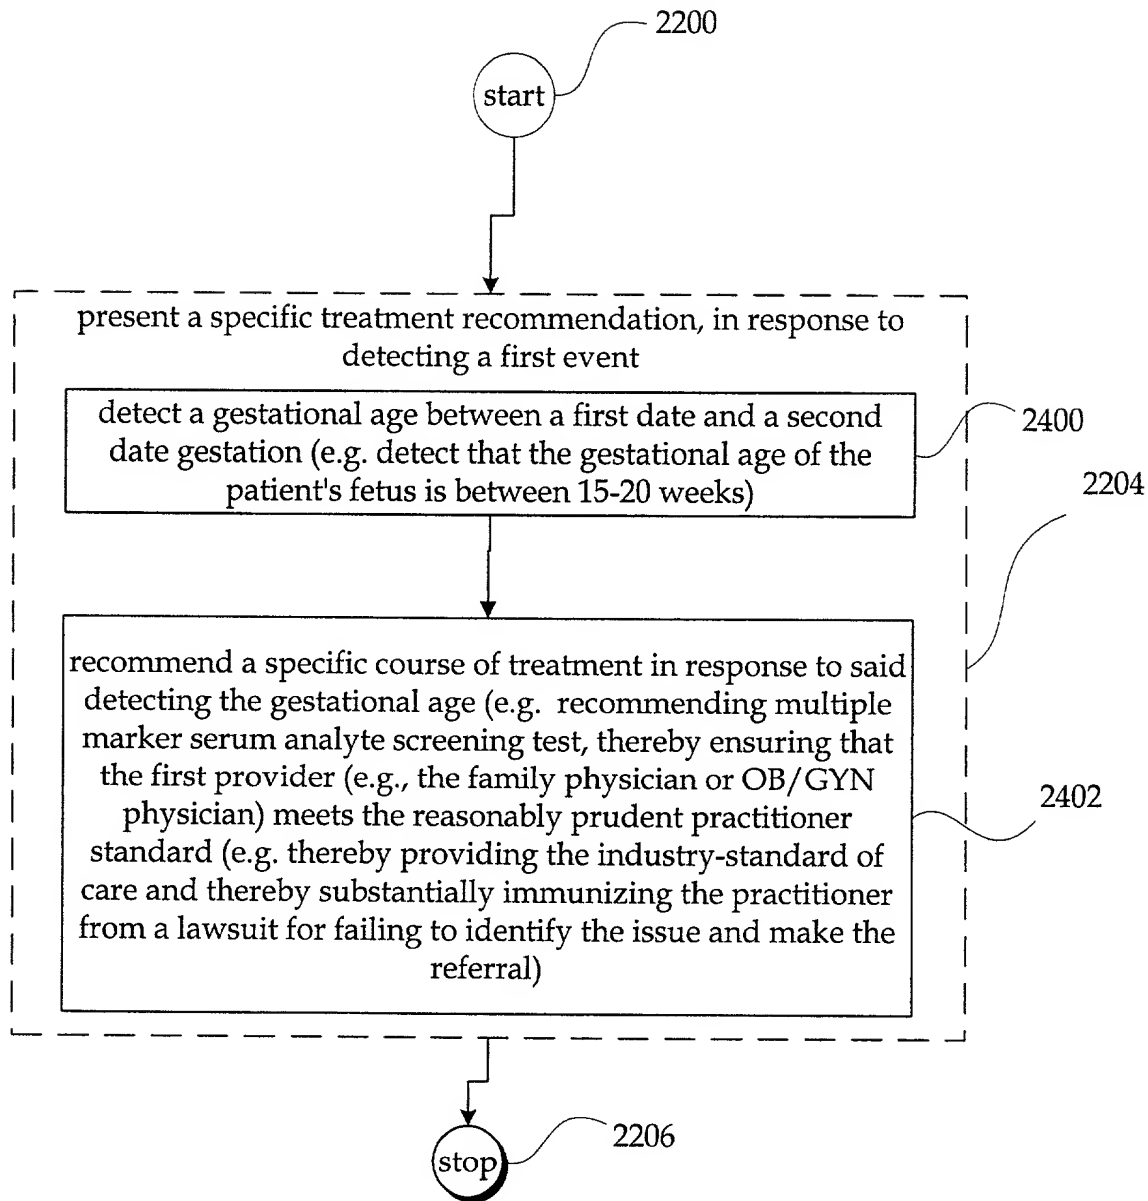 2200
start
present a specific treatment recommendation, in response to
detecting a first event
detect a gestational age between a first date and a second
date gestation (e.g. detect that the gestational age of the
patient's fetus is between 15-20 weeks)
2400
2204
recommend a specific course of treatment in response to said
detecting the gestational age (e.g. recommending multiple
marker serum analyte screening test, thereby ensuring that
the first provider (e.g., the family physician or OB/GYN
physician) meets the reasonably prudent practitioner
standard (e.g. thereby providing the industry-standard of
care and thereby substantially immunizing the practitioner
from a lawsuit for failing to identify the issue and make the
referral)
2402
stop
2206